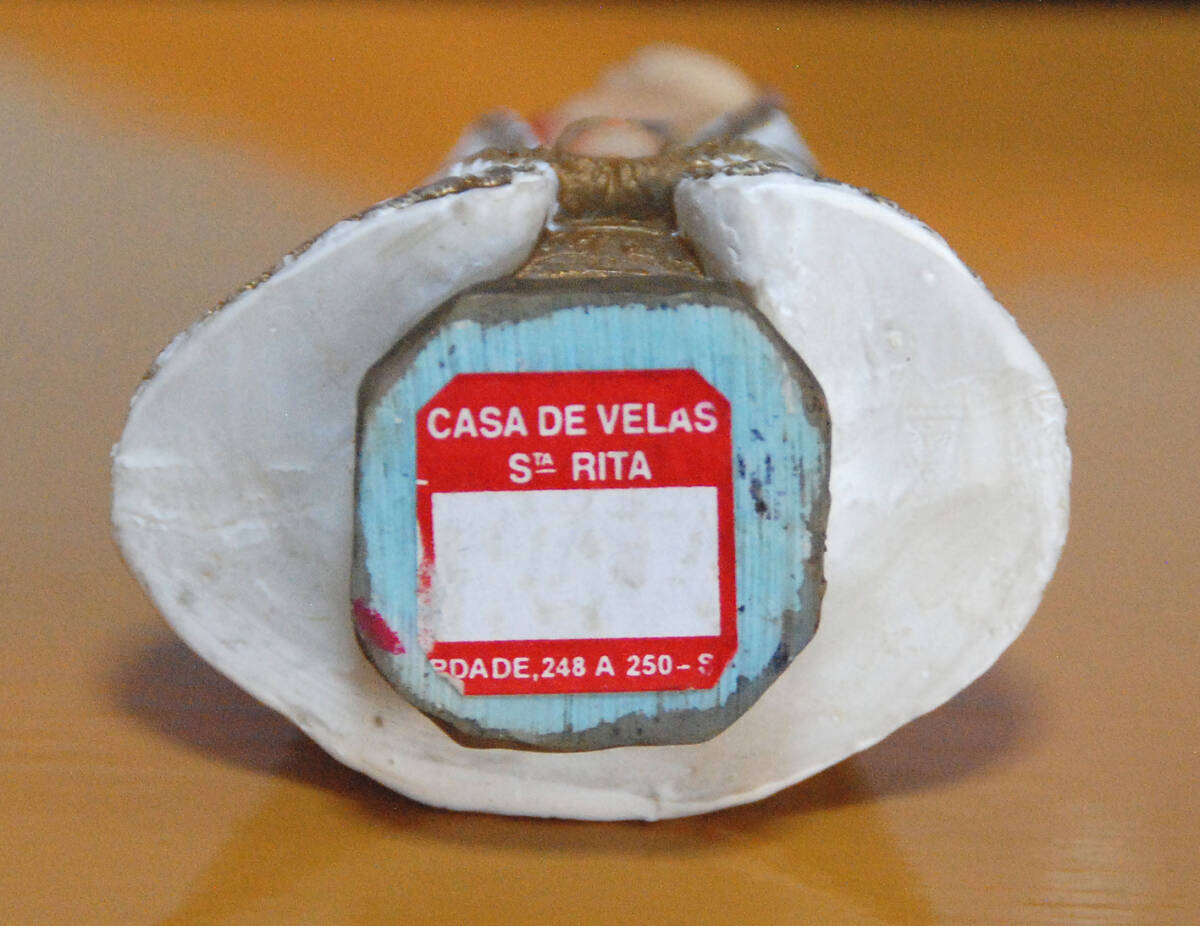 CASA DE VELAS
STA RITA
RDADE, 248 A 250 - S